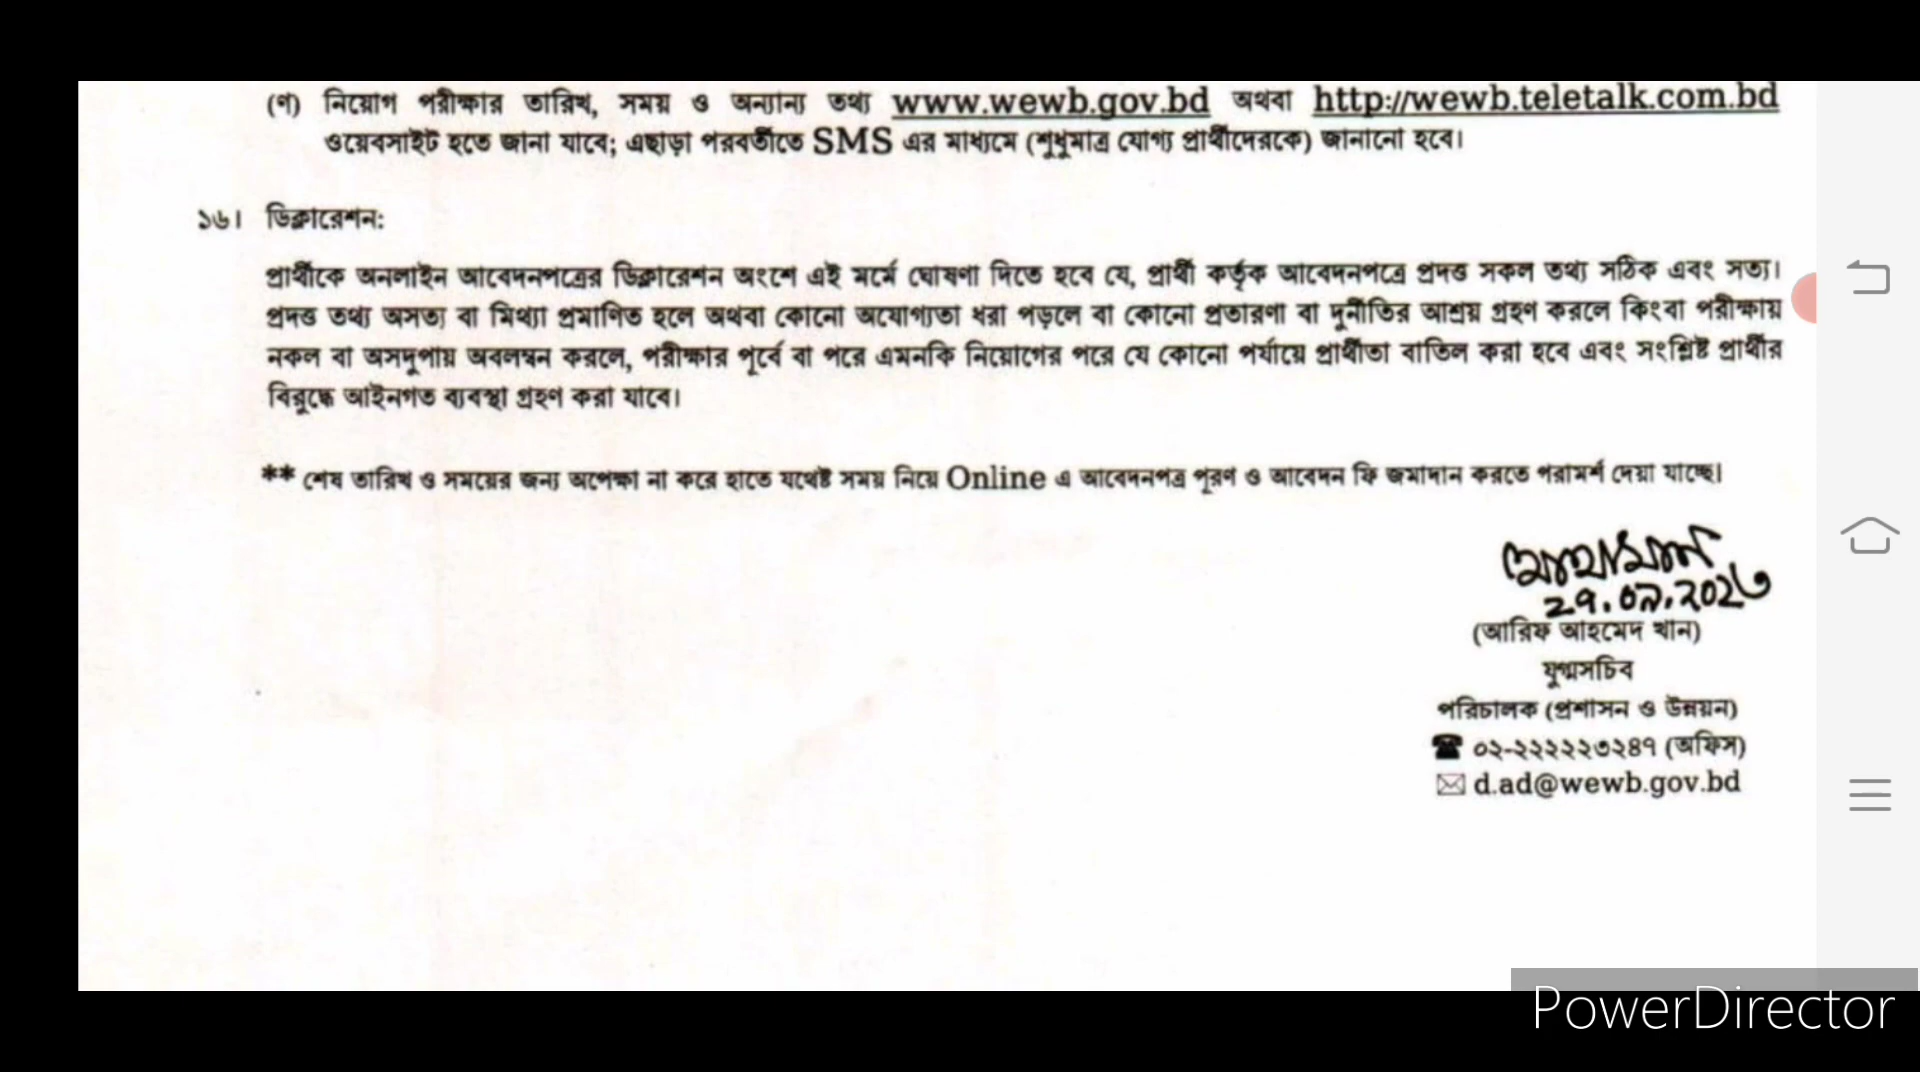 (ণ) নিয়োগ পরীক্ষার তারিখ, সময় ও অন্যান্য তথ্য www.wewb.gov.bd অথবা http://wewb.teletalk.com.bd
ওয়েবসাইট হতে জানা যাবে; এছাড়া পরবর্তীতে SMS এর মাধ্যমে (শুধুমাত্র যোগ্য প্রার্থীদেরকে) জানানো হবে।
১৬। ডিক্লারেশন:
প্রার্থীকে অনলাইন আবেদনপত্রের ডিক্লারেশন অংশে এই মর্মে ঘোষণা দিতে হবে যে, প্রার্থী কর্তৃক আবেদনপত্রে প্রদত্ত সকল তথ্য সঠিক এবং সত্য।
প্রদত্ত তথ্য অসত্য বা মিথ্যা প্রমাণিত হলে অথবা কোনো অযোগ্যতা ধরা পড়লে বা কোনো প্রতারণা বা দুর্নীতির আশ্রয় গ্রহণ করলে কিংবা পরীক্ষায়
নকল বা অসদুপায় অবলম্বন করলে, পরীক্ষার পূর্বে বা পরে এমনকি নিয়োগের পরে যে কোনো পর্যায়ে প্রার্থীতা বাতিল করা হবে এবং সংশ্লিষ্ট প্রার্থীর
বিরুদ্ধে আইনগত ব্যবস্থা গ্রহণ করা যাবে।
** শেষ তারিখ ও সময়ের জন্য অপেক্ষা না করে হাতে যথেষ্ট সময় নিয়ে Online এ আবেদনপত্র পূরণ ও আবেদন ফি জমাদান করতে পরামর্শ দেয়া যাচ্ছে।
২৭.০৯.২০২৩
(আরিফ আহমেদ খান)
যুগ্মসচিব
পরিচালক (প্রশাসন ও উন্নয়ন)
☎ ০২-২২২২২৩২৪৭ (অফিস)
✉ d.ad@wewb.gov.bd
PowerDirector